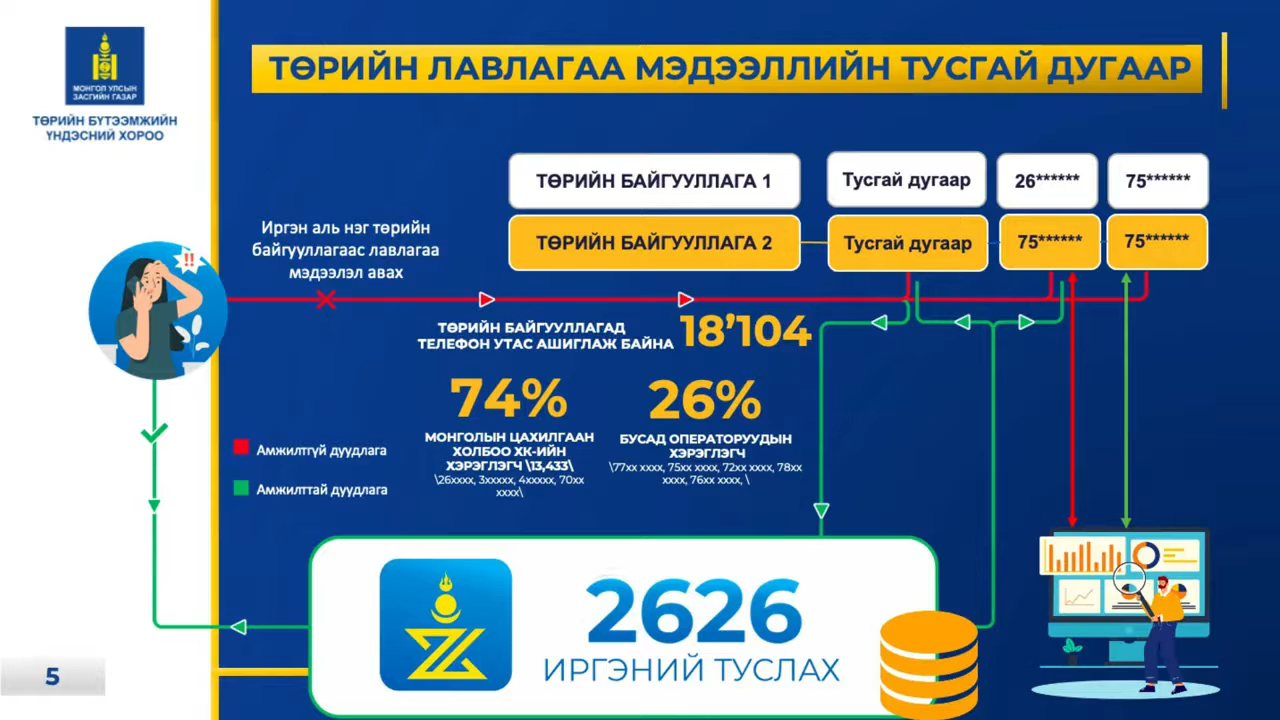 МОНГОЛ УЛСЫН
ЗАСГИЙН ГАЗАР
ТӨРИЙН БҮТЭЭМЖИЙН
ҮНДЭСНИЙ ХОРОО
ТӨРИЙН ЛАВЛАГАА МЭДЭЭЛЛИЙН ТУСГАЙ ДУГААР
ТӨРИЙН БАЙГУУЛЛАГА 1
Тусгай дугаар
26******
75******
ТӨРИЙН БАЙГУУЛЛАГА 2
Тусгай дугаар
75******
75******
Иргэн аль нэг төрийн
байгууллагаас лавлагаа
мэдээлэл авах
!!
ТӨРИЙН БАЙГУУЛЛАГАД
ТЕЛЕФОН УТАС АШИГЛАЖ БАЙНА
18’104
74%
МОНГОЛЫН ЦАХИЛГААН
ХОЛБОО ХК-ИЙН
ХЭРЭГЛЭГЧ \13,433\
\26xxxx, 3xxxxx, 4xxxxx, 70xx
xxxx\
26%
БУСАД ОПЕРАТОРУУДЫН
ХЭРЭГЛЭГЧ
\77xx xxxx, 75xx xxxx, 72xx xxxx, 78xx
xxxx, 76xx xxxx, \
Амжилтгүй дуудлага
Амжилттай дуудлага
2626
ИРГЭНИЙ ТУСЛАХ
5